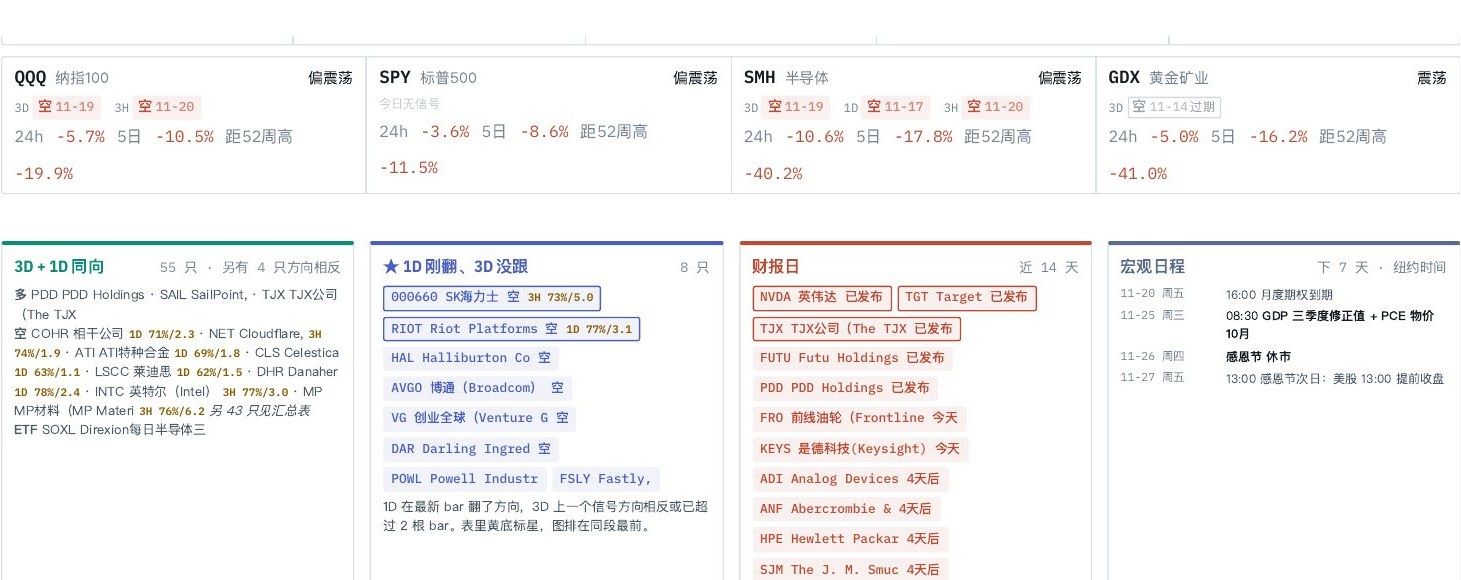 QQQ 纳指100 偏震荡
3D 空 11-19 3H 空 11-20
24h -5.7% 5日 -10.5% 距52周高
-19.9%
SPY 标普500 偏震荡
今日无信号
24h -3.6% 5日 -8.6% 距52周高
-11.5%
SMH 半导体 偏震荡
3D 空 11-19 1D 空 11-17 3H 空 11-20
24h -10.6% 5日 -17.8% 距52周高
-40.2%
GDX 黄金矿业 震荡
3D 空 11-14过期
24h -5.0% 5日 -16.2% 距52周高
-41.0%
3D + 1D 同向 55 只 · 另有 4 只方向相反
多 PDD PDD Holdings · SAIL SailPoint, · TJX TJX公司
（The TJX
空 COHR 相干公司 1D 71%/2.3 · NET Cloudflare, 3H
74%/1.9 · ATI ATI特种合金 1D 69%/1.8 · CLS Celestica
1D 63%/1.1 · LSCC 莱迪思 1D 62%/1.5 · DHR Danaher
1D 78%/2.4 · INTC 英特尔（Intel） 3H 77%/3.0 · MP
MP材料（MP Materi 3H 76%/6.2 另 43 只见汇总表
ETF SOXL Direxion每日半导体三
★ 1D 刚翻、3D 没跟 8 只
000660 SK海力士 空 3H 73%/5.0
RIOT Riot Platforms 空 1D 77%/3.1
HAL Halliburton Co 空
AVGO 博通（Broadcom） 空
VG 创业全球（Venture G 空
DAR Darling Ingred 空
POWL Powell Industr FSLY Fastly,
1D 在最新 bar 翻了方向，3D 上一个信号方向相反或已超
过 2 根 bar。表里黄底标星，图排在同段最前。
财报日 近 14 天
NVDA 英伟达 已发布 TGT Target 已发布
TJX TJX公司（The TJX 已发布
FUTU Futu Holdings 已发布
PDD PDD Holdings 已发布
FRO 前线油轮（Frontline 今天
KEYS 是德科技(Keysight) 今天
ADI Analog Devices 4天后
ANF Abercrombie & 4天后
HPE Hewlett Packar 4天后
SJM The J. M. Smuc 4天后
宏观日程 下 7 天 · 纽约时间
11-20 周五 16:00 月度期权到期
11-25 周三 08:30 GDP 三季度修正值 + PCE 物价
10月
11-26 周四 感恩节 休市
11-27 周五 13:00 感恩节次日：美股 13:00 提前收盘